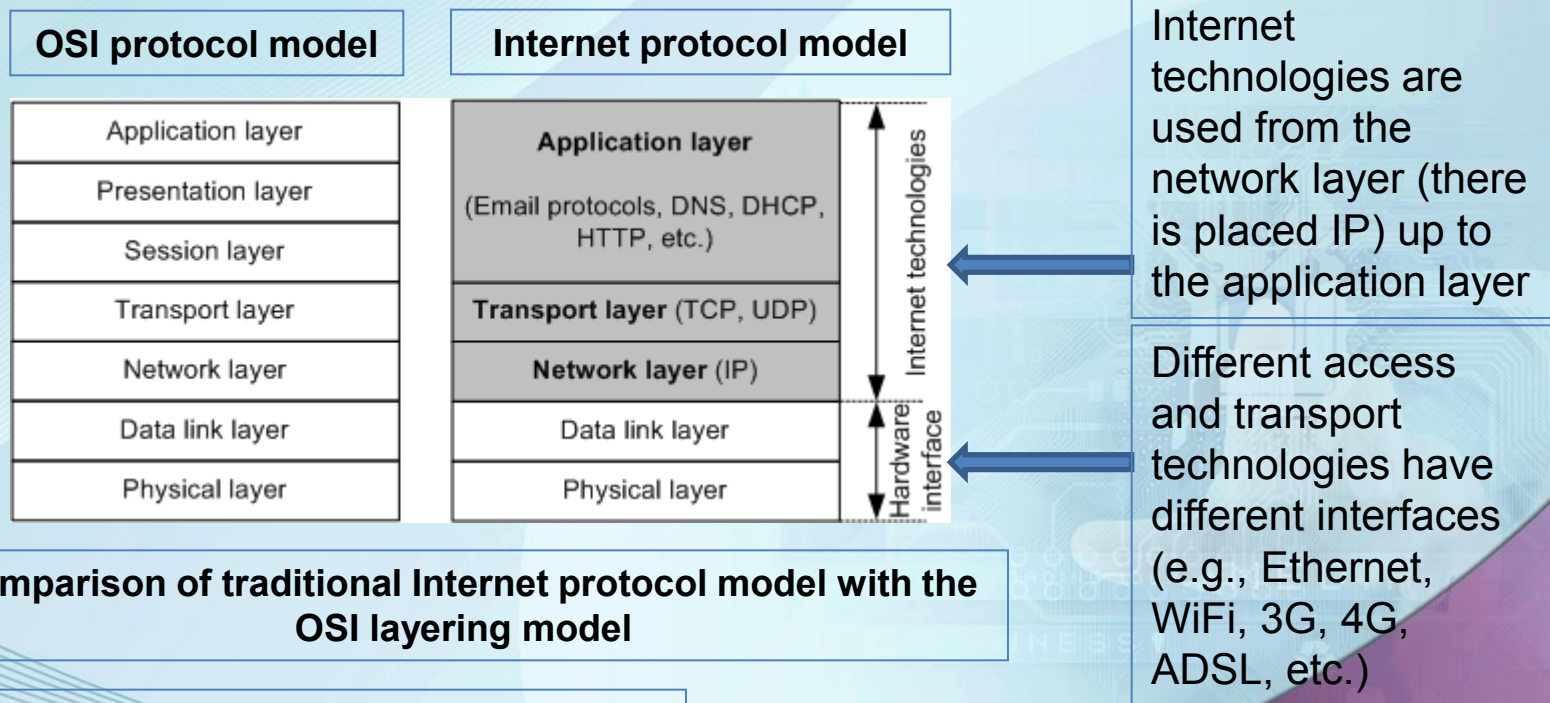 OSI protocol model
Internet protocol model
Application layer
Presentation layer
Session layer
Transport layer
Network layer
Data link layer
Physical layer
Application layer
(Email protocols, DNS, DHCP,
HTTP, etc.)
Transport layer (TCP, UDP)
Network layer (IP)
Data link layer
Physical layer
Internet technologies
Hardware
interface
Internet
technologies are
used from the
network layer (there
is placed IP) up to
the application layer
Different access
and transport
technologies have
different interfaces
(e.g., Ethernet,
WiFi, 3G, 4G,
ADSL, etc.)
mparison of traditional Internet protocol model with the
OSI layering model